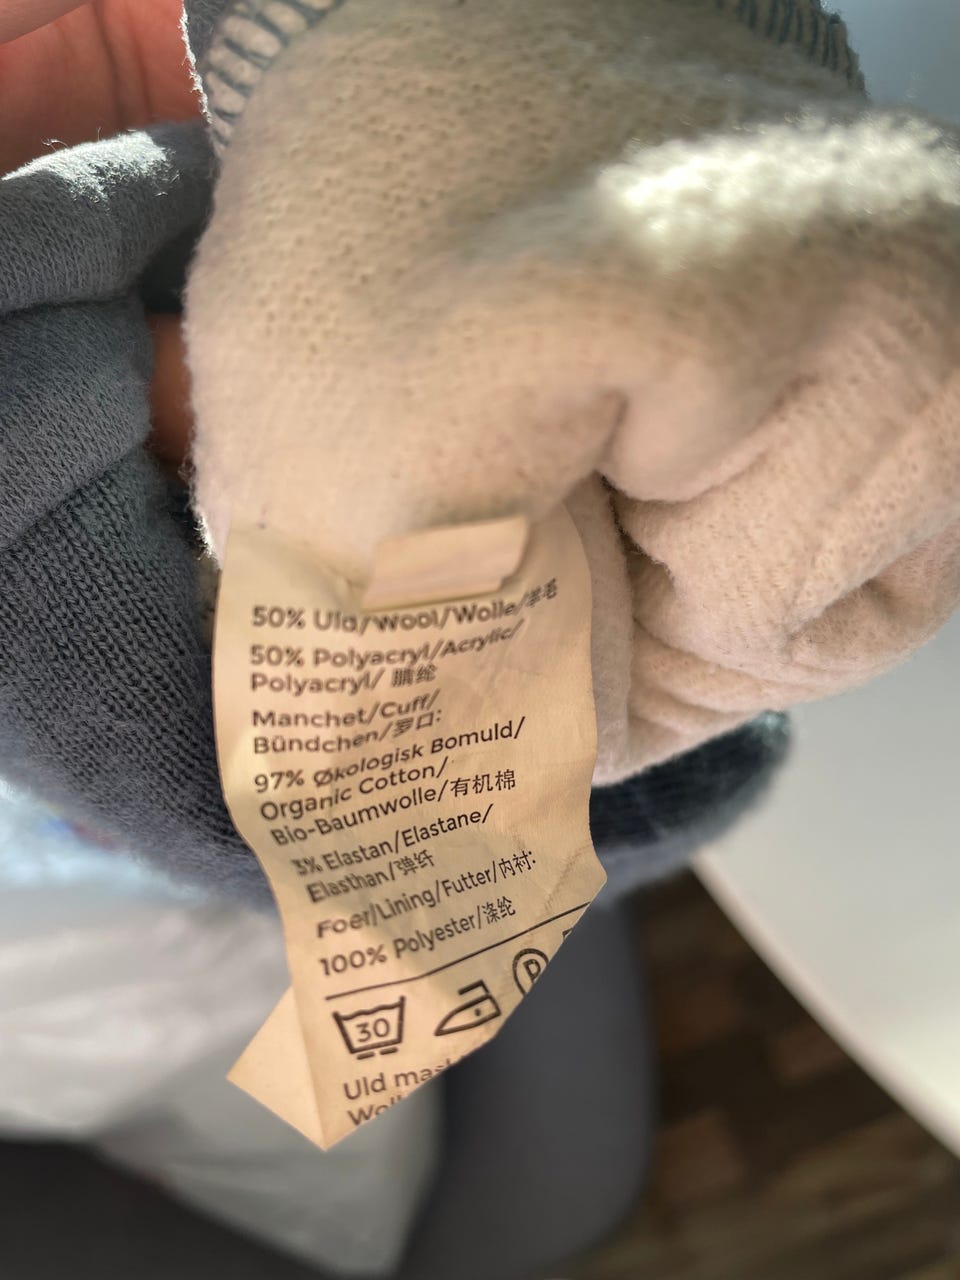 50% Uld/Wool/Wolle/羊毛
50% Polyacryl/Acrylic/
Polyacryl/ 腈纶
Manchet/Cuff/
Bündchen/罗口:
97% Økologisk Bomuld/
Organic Cotton/
Bio-Baumwolle/有机棉
3% Elastan/Elastane/
Elasthan/弹纤
Foer/Lining/Futter/内衬:
100% Polyester/涤纶
30
P
Uld